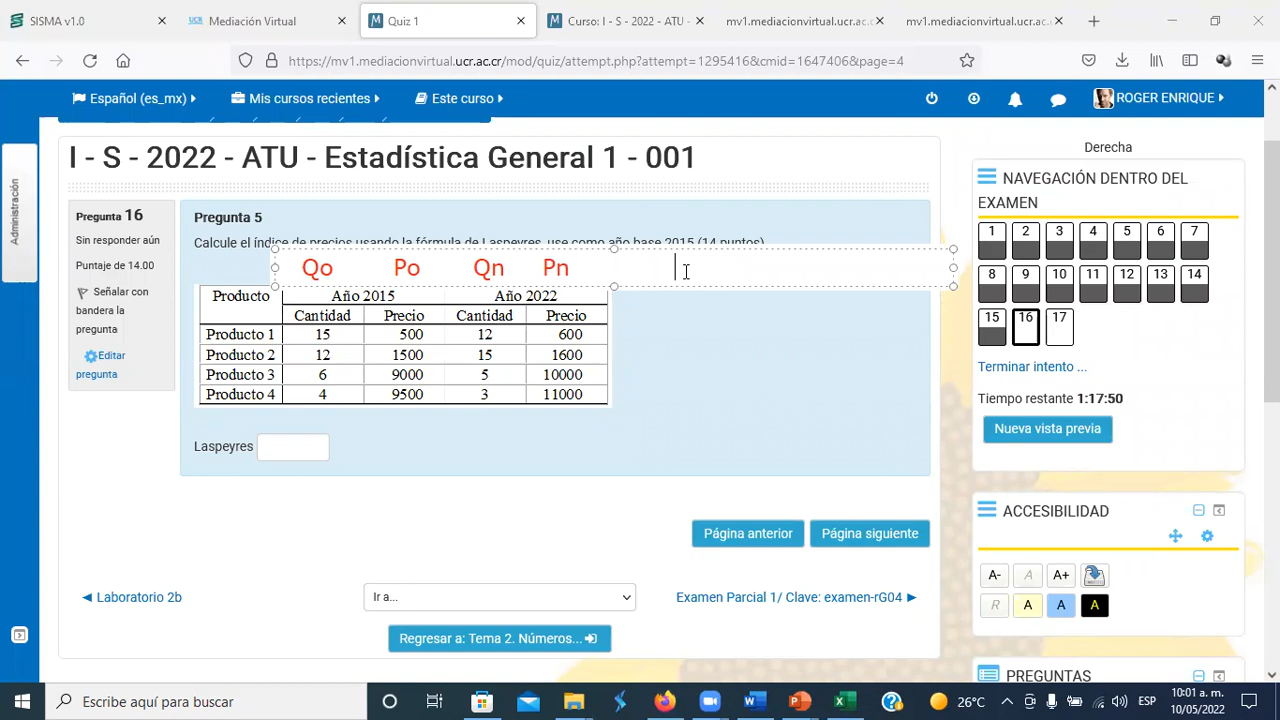 SISMA v1.0
Mediación Virtual
Quiz 1
Curso: I - S - 2022 - ATU -
mv1.mediacionvirtual.ucr.ac.cr/
mv1.mediacionvirtual.ucr.ac.cr/
https://mv1.mediacionvirtual.ucr.ac.cr/mod/quiz/attempt.php?attempt=1295416&cmid=1647406&page=4
Español (es_mx)
Mis cursos recientes
Este curso
ROGER ENRIQUE
Administración
I - S - 2022 - ATU - Estadística General 1 - 001
Pregunta 16
Sin responder aún
Puntaje de 14.00
Señalar con bandera la pregunta
Editar pregunta
Pregunta 5
Calcule el índice de precios usando la fórmula de Laspeyres, use como año base 2015 (14 puntos)
Qo Po Qn Pn
Producto Año 2015 Año 2022
Cantidad Precio Cantidad Precio
Producto 1 15 500 12 600
Producto 2 12 1500 15 1600
Producto 3 6 9000 5 10000
Producto 4 4 9500 3 11000
Laspeyres
Página anterior
Página siguiente
◄ Laboratorio 2b
Ir a...
Examen Parcial 1/ Clave: examen-rG04 ►
Regresar a: Tema 2. Números...
Derecha
NAVEGACIÓN DENTRO DEL
EXAMEN
1 2 3 4 5 6 7
8 9 10 11 12 13 14
15 16 17
Terminar intento ...
Tiempo restante 1:17:50
Nueva vista previa
ACCESIBILIDAD
A- A A+
R A A A
PREGUNTAS
Escribe aquí para buscar
26°C
ESP
10:01 a. m.
10/05/2022